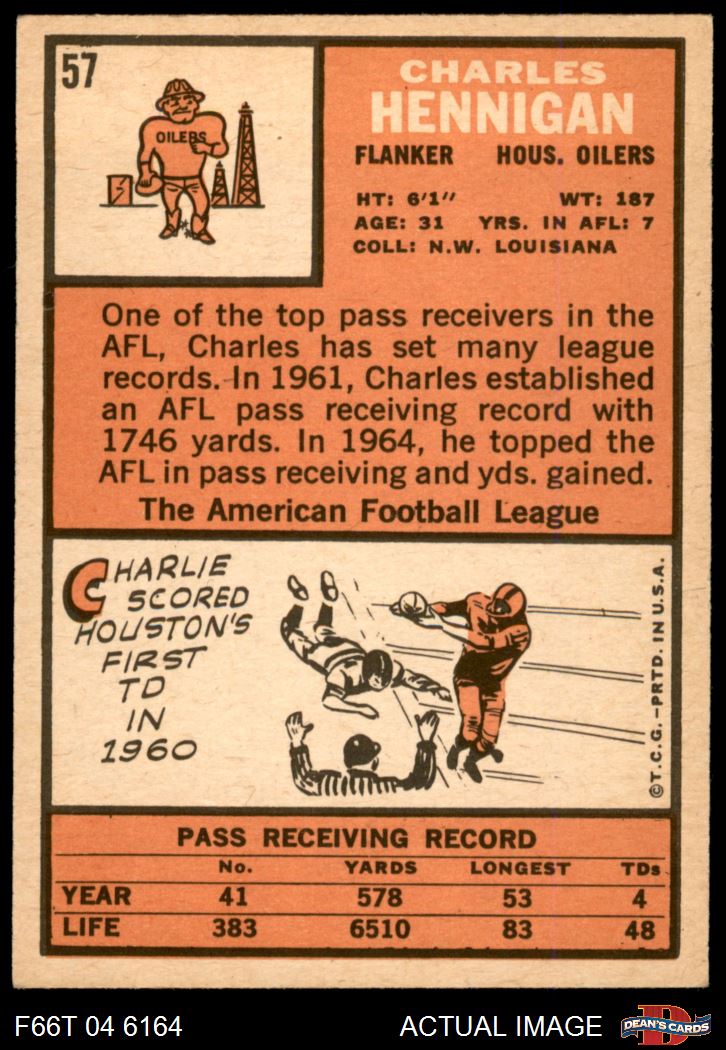 57
OILERS
CHARLES
HENNIGAN
FLANKER HOUS. OILERS
HT: 6'1" WT: 187
AGE: 31 YRS. IN AFL: 7
COLL: N.W. LOUISIANA
One of the top pass receivers in the
AFL, Charles has set many league
records. In 1961, Charles established
an AFL pass receiving record with
1746 yards. In 1964, he topped the
AFL in pass receiving and yds. gained.
The American Football League
CHARLIE
SCORED
HOUSTON'S
FIRST
TD
IN
1960
©T.C.G.—PRTD. IN U.S.A.
PASS RECEIVING RECORD
No. YARDS LONGEST TDs
YEAR 41 578 53 4
LIFE 383 6510 83 48
F66T 04 6164 ACTUAL IMAGE
D
DEAN'S CARDS